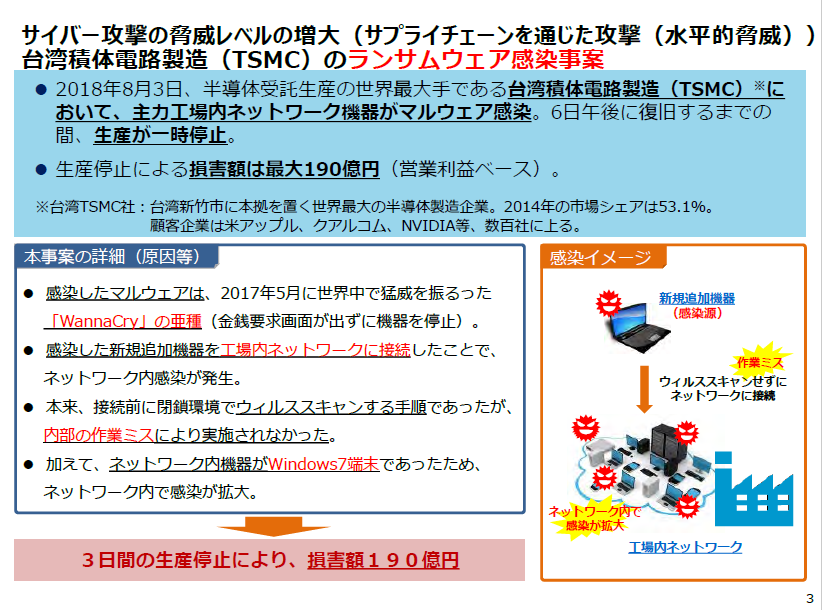 サイバー攻撃の脅威レベルの増大（サプライチェーンを通じた攻撃（水平的脅威））
台湾積体電路製造（TSMC）のランサムウェア感染事案
● 2018年8月3日、半導体受託生産の世界最大手である台湾積体電路製造（TSMC）※に
おいて、主力工場内ネットワーク機器がマルウェア感染。6日午後に復旧するまでの
間、生産が一時停止。
● 生産停止による損害額は最大190億円（営業利益ベース）。
※台湾TSMC社：台湾新竹市に本拠を置く世界最大の半導体製造企業。2014年の市場シェアは53.1%。
顧客企業は米アップル、クアルコム、NVIDIA等、数百社に上る。
本事案の詳細（原因等）
● 感染したマルウェアは、2017年5月に世界中で猛威を振るった
「WannaCry」の亜種（金銭要求画面が出ずに機器を停止）。
● 感染した新規追加機器を工場内ネットワークに接続したことで、
ネットワーク内感染が発生。
● 本来、接続前に閉鎖環境でウィルススキャンする手順であったが、
内部の作業ミスにより実施されなかった。
● 加えて、ネットワーク内機器がWindows7端末であったため、
ネットワーク内で感染が拡大。
３日間の生産停止により、損害額１９０億円
感染イメージ
新規追加機器
（感染源）
作業ミス
ウィルススキャンせずに
ネットワークに接続
ネットワーク内で
感染が拡大
工場内ネットワーク
3